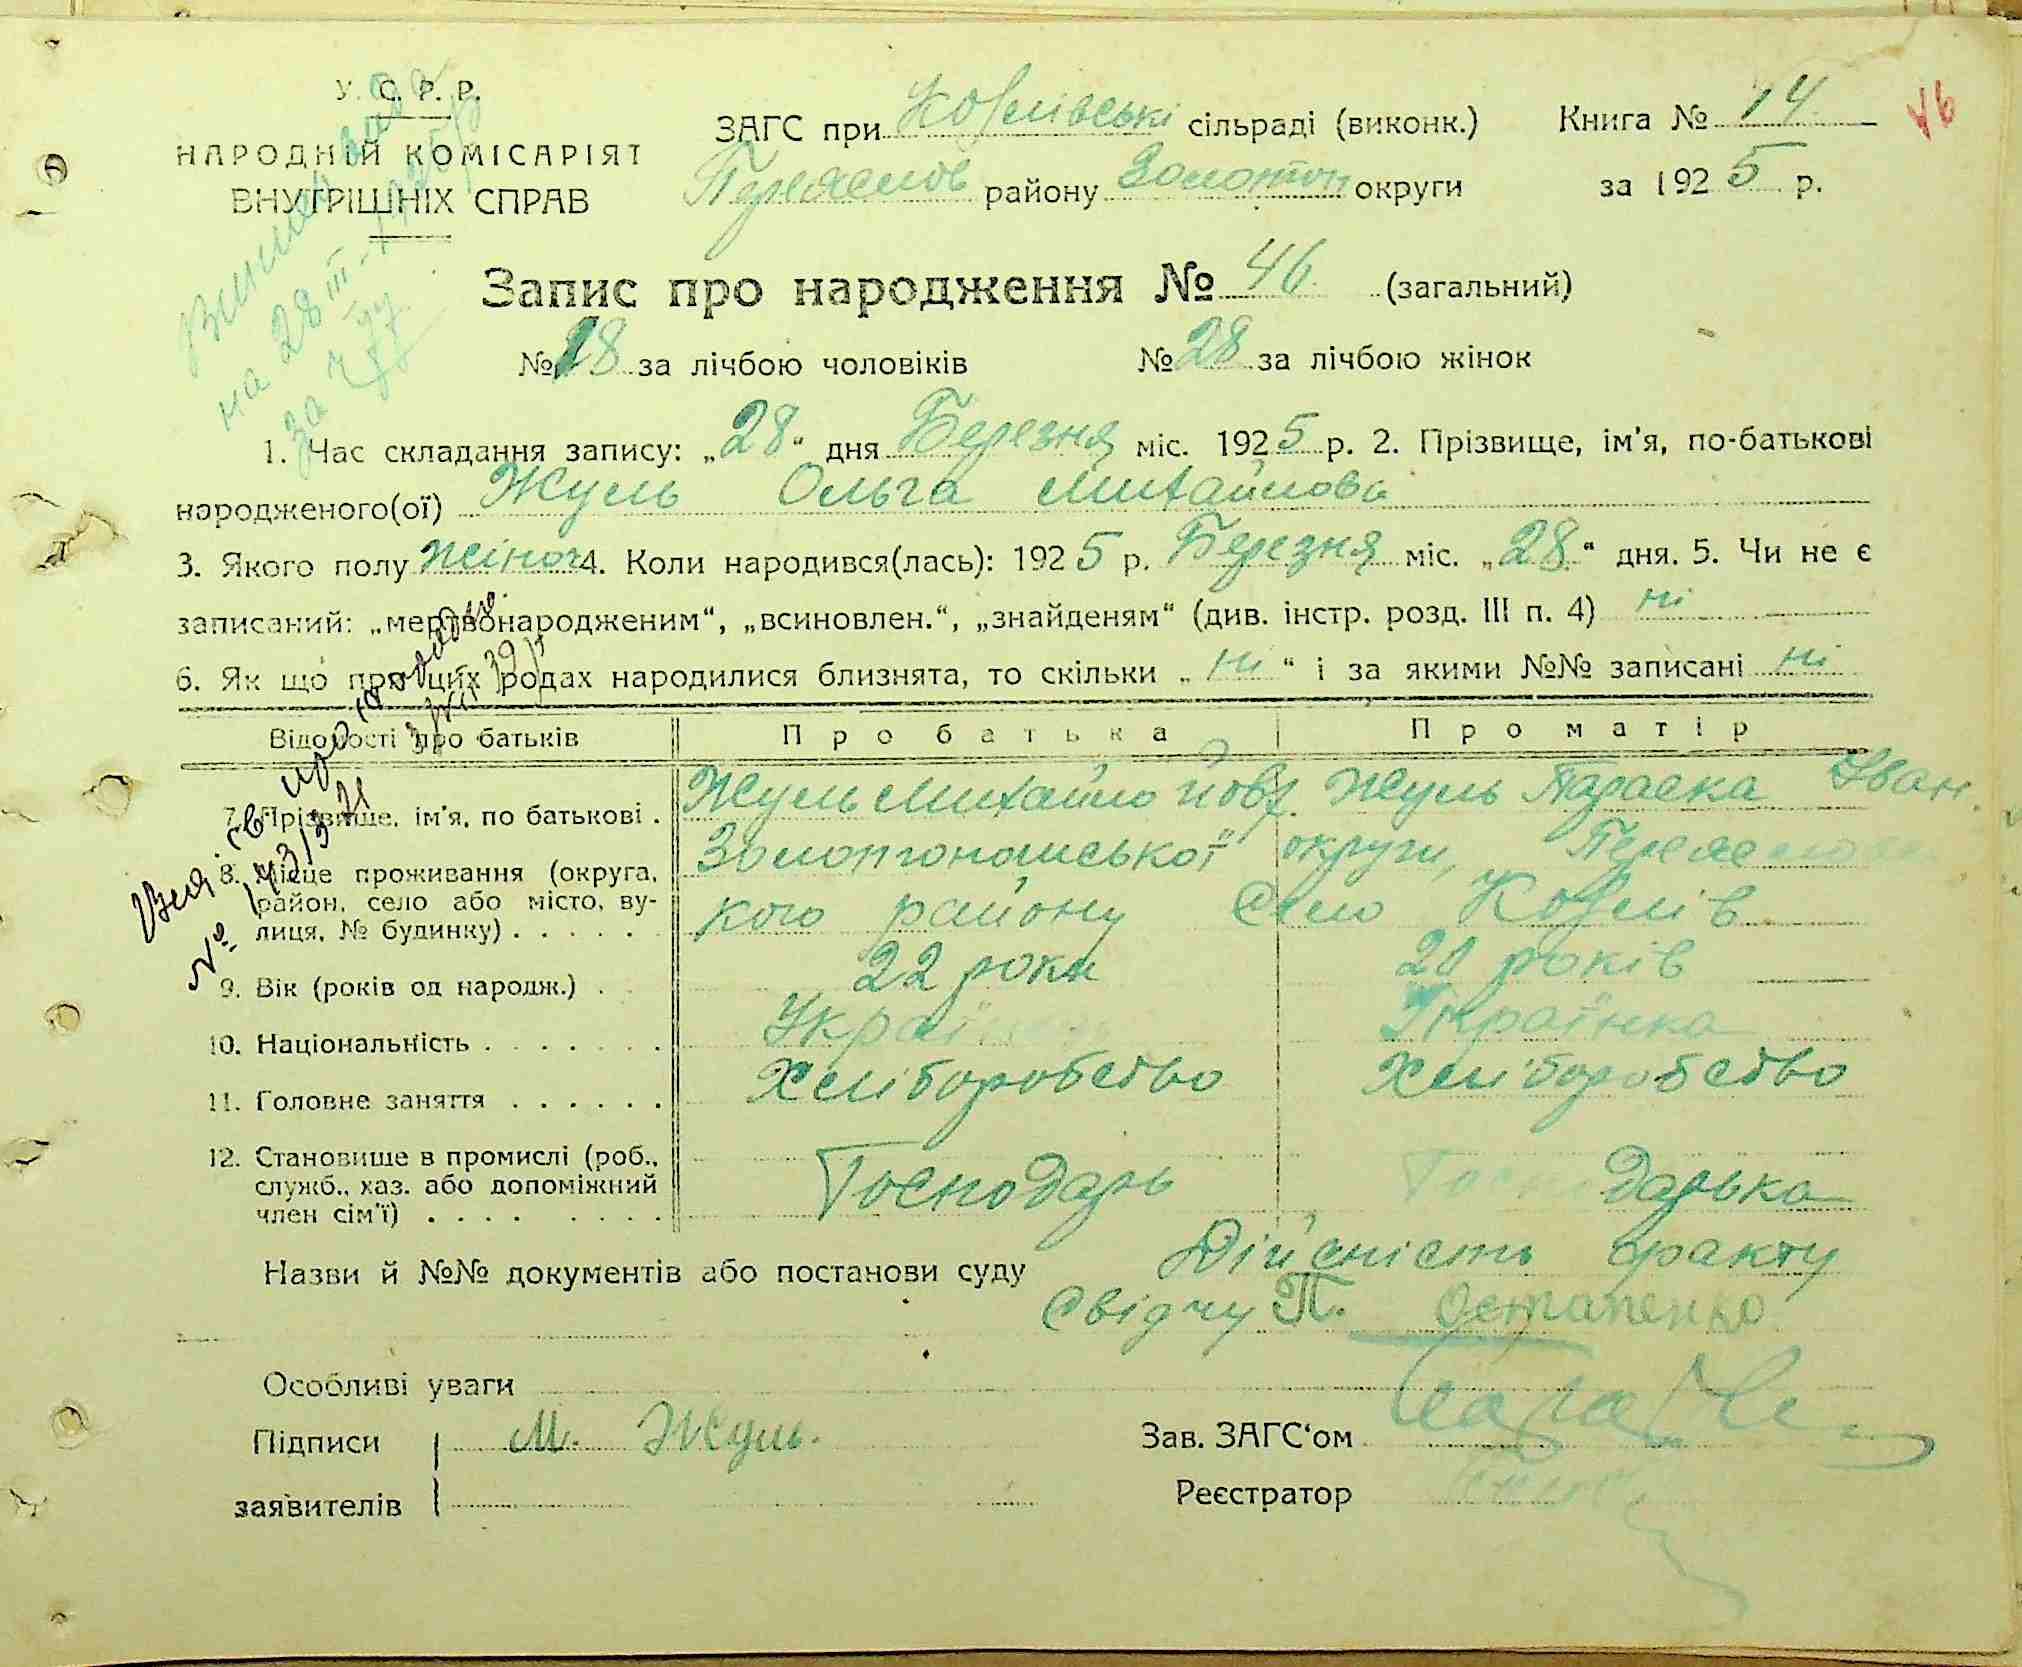 У. С. Р. Р.
НАРОДНІЙ КОМІСАРІЯТ
ВНУТРІШНІХ СПРАВ
ЗАГС при Козлівські сільраді (виконк.)
Переяслов району Золотон округи
Книга № 14
за 1925 р.
46
Запис про народження № 46 (загальний)
№ 18 за лічбою чоловіків № 28 за лічбою жінок
1. Час складання запису: „28“ дня Березня міс. 1925 р. 2. Прізвище, ім'я, по-батькові
народженого(ої) Жуль Ольга Михайлова
3. Якого полу жіноч 4. Коли народився(лась): 1925 р. Березня міс. „28“ дня. 5. Чи не є
записаний: „мертвонародженим“, „всиновлен.“, „знайденям“ (див. інстр. розд. III п. 4) ні
6. Як що при цих родах народилися близнята, то скільки „ні“ і за якими №№ записані ні
Відомості про батьків Про батька Про матір
7. Прізвище, ім'я, по батькові . Жуль Михайло Жуль Параска Іван.
8. Місце проживання (округа, район, село або місто, вулиця, № будинку) . . . . . Золотоношської округи, Переяслов
кого району Село Козлів
9. Вік (років од народж.) . 22 роки 20 років
10. Національність . . . . . . . Украї Українка
11. Головне заняття . . . . . . Хліборобство Хліборобство
12. Становище в промислі (роб., служб., хаз. або допоміжний член сім'ї) . . . . . . . . Господарь Господарька
Назви й №№ документів або постанови суду Дійсність факту
свідчу П. Остапенко
Особливі уваги
Підписи М. Жуль.
заявителів
Зав. ЗАГС'ом
Реєстратор